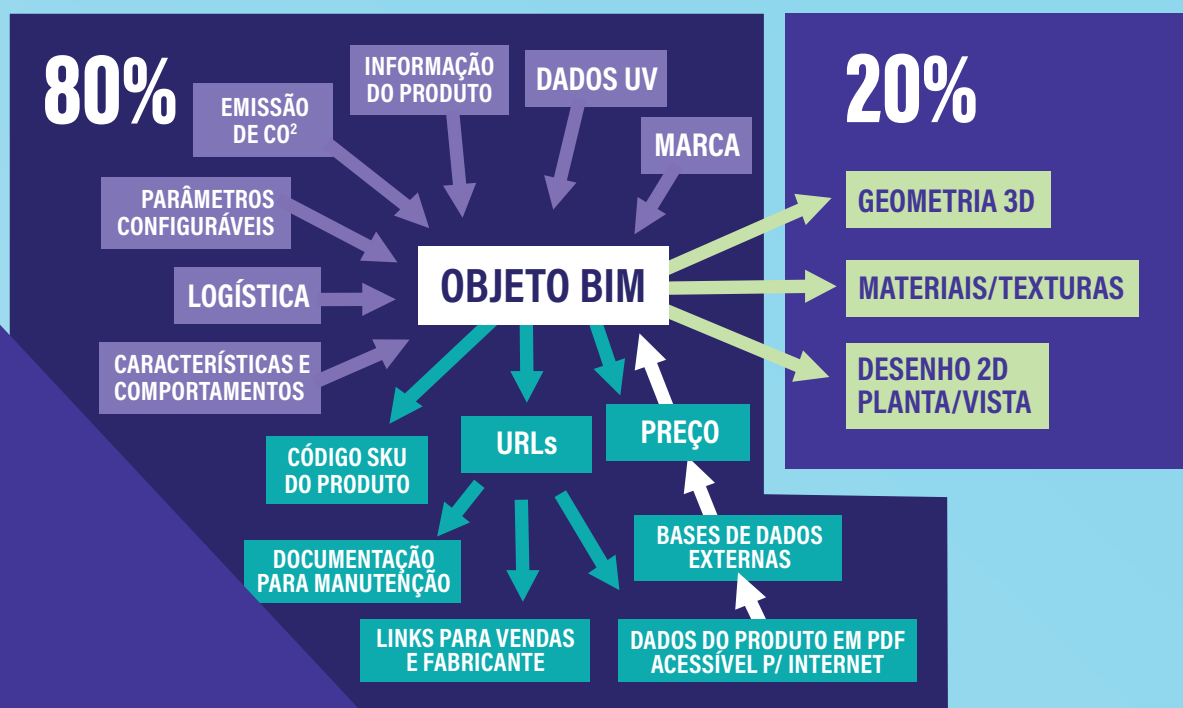 80%
INFORMAÇÃO
DO PRODUTO
DADOS UV
20%
EMISSÃO
DE CO²
MARCA
PARÂMETROS
CONFIGURÁVEIS
GEOMETRIA 3D
OBJETO BIM
LOGÍSTICA
MATERIAIS/TEXTURAS
CARACTERÍSTICAS E
COMPORTAMENTOS
DESENHO 2D
PLANTA/VISTA
CÓDIGO SKU
DO PRODUTO
URLs
PREÇO
DOCUMENTAÇÃO
PARA MANUTENÇÃO
BASES DE DADOS
EXTERNAS
LINKS PARA VENDAS
E FABRICANTE
DADOS DO PRODUTO EM PDF
ACESSÍVEL P/ INTERNET